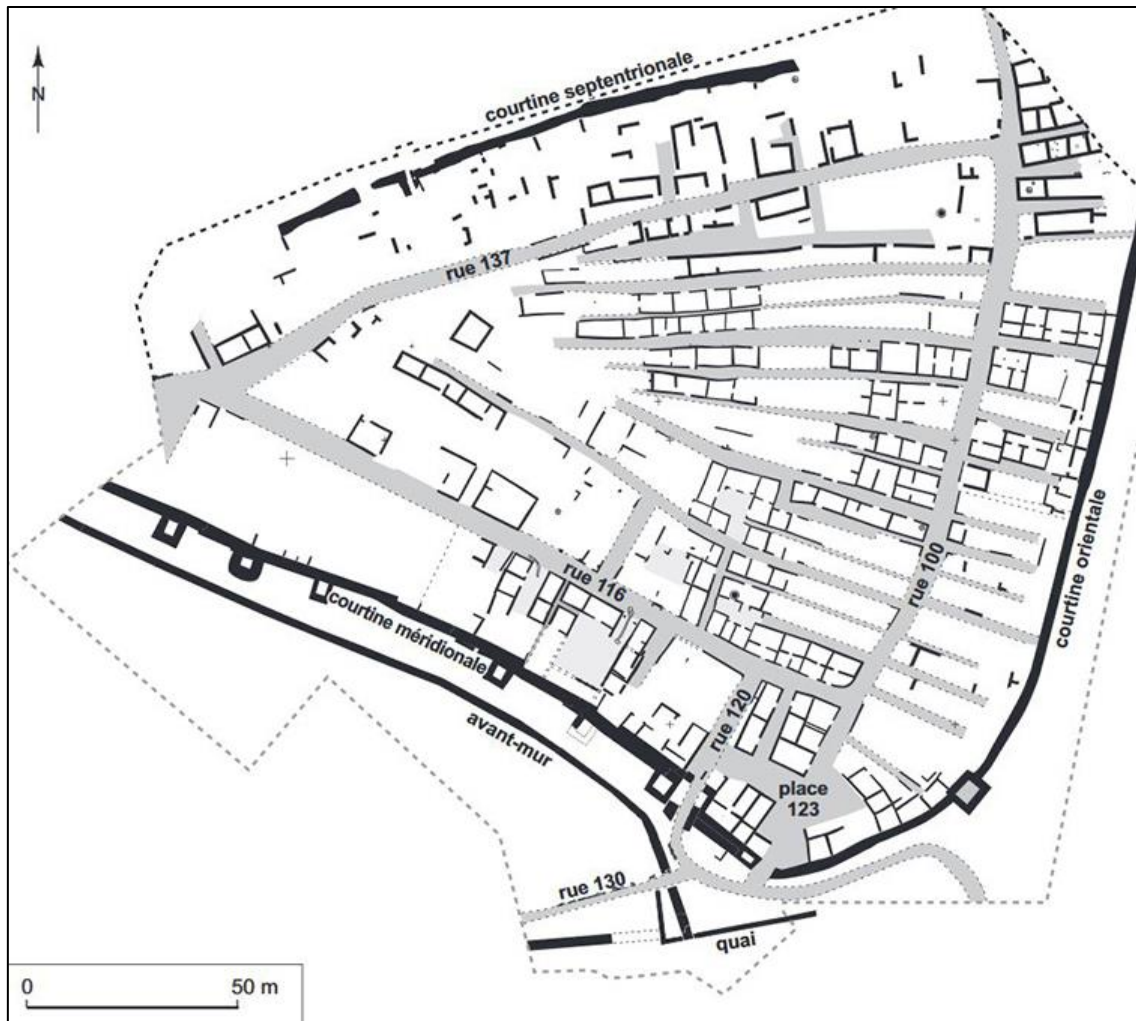 N
courtine septentrionale
rue 137
rue 116
rue 100
courtine orientale
courtine méridionale
avant-mur
rue 120
place
123
rue 130
quai
0 50 m